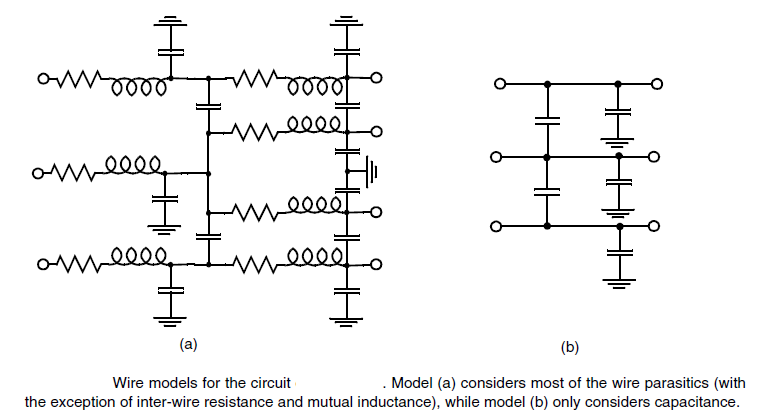 (a)
(b)
Wire models for the circuit . Model (a) considers most of the wire parasitics (with
the exception of inter-wire resistance and mutual inductance), while model (b) only considers capacitance.